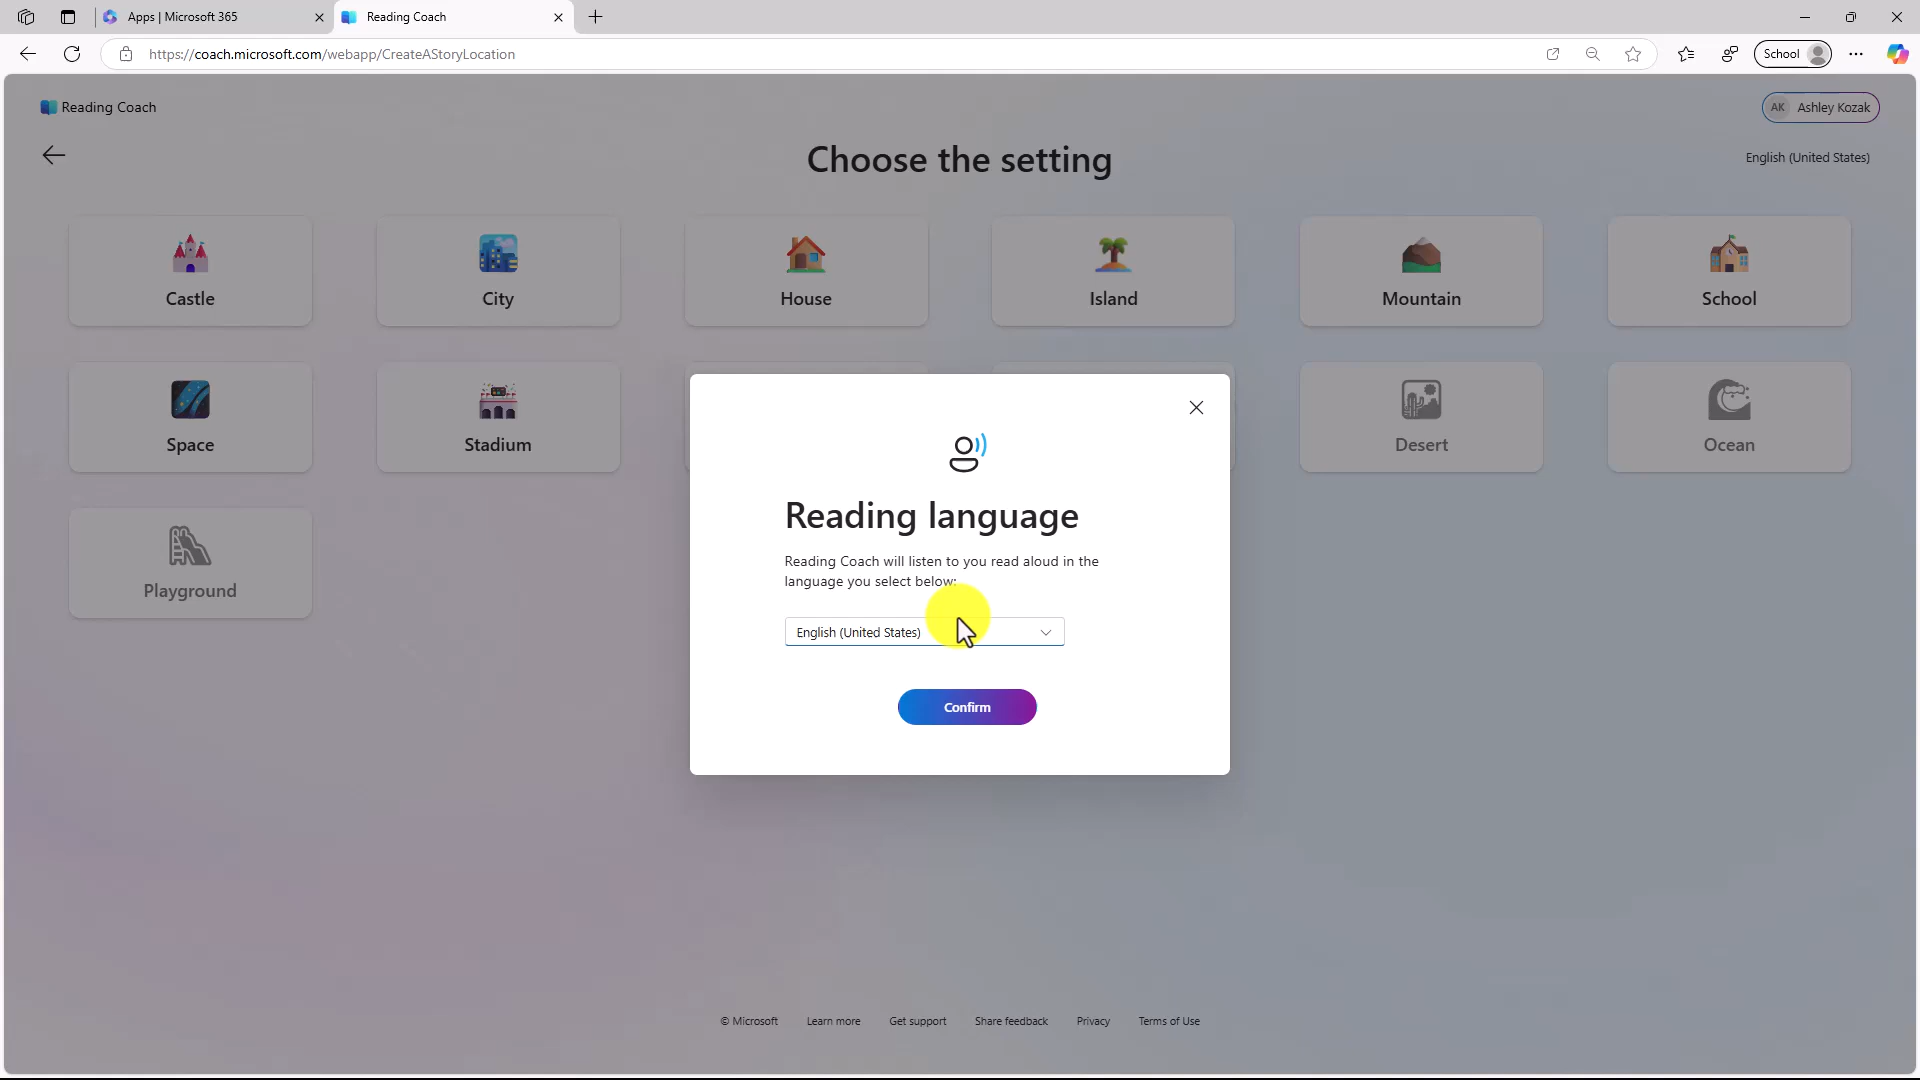 Apps | Microsoft 365
Reading Coach
https://coach.microsoft.com/webapp/CreateAStoryLocation
School
Reading Coach
AK Ashley Kozak
Choose the setting
English (United States)
Castle
City
House
Island
Mountain
School
Space
Stadium
Desert
Ocean
Playground
Reading language
Reading Coach will listen to you read aloud in the
language you select below:
English (United States)
Confirm
© Microsoft
Learn more
Get support
Share feedback
Privacy
Terms of Use